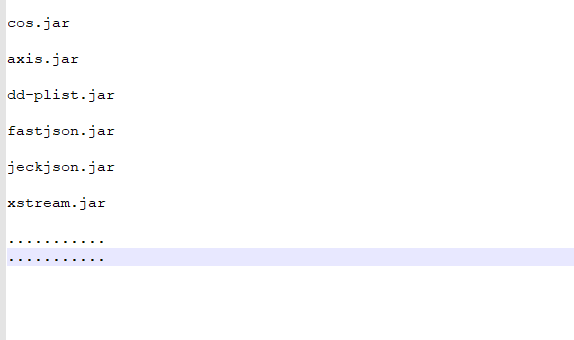 cos.jar
axis.jar
dd-plist.jar
fastjson.jar
jeckjson.jar
xstream.jar
...........
...........